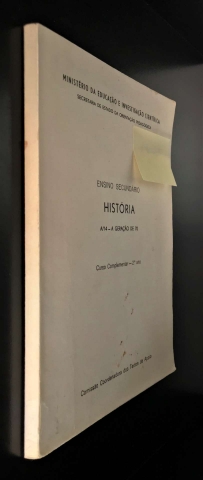 MINISTÉRIO DA EDUCAÇÃO E INVESTIGAÇÃO CIENTÍFICA
SECRETARIA DE ESTADO DA ORIENTAÇÃO PEDAGÓGICA
ENSINO SECUNDÁRIO
HISTÓRIA
A GERAÇÃO DE 70
Curso Complementar — 2.º ano
Comissão Coordenadora dos Textos de Apoio